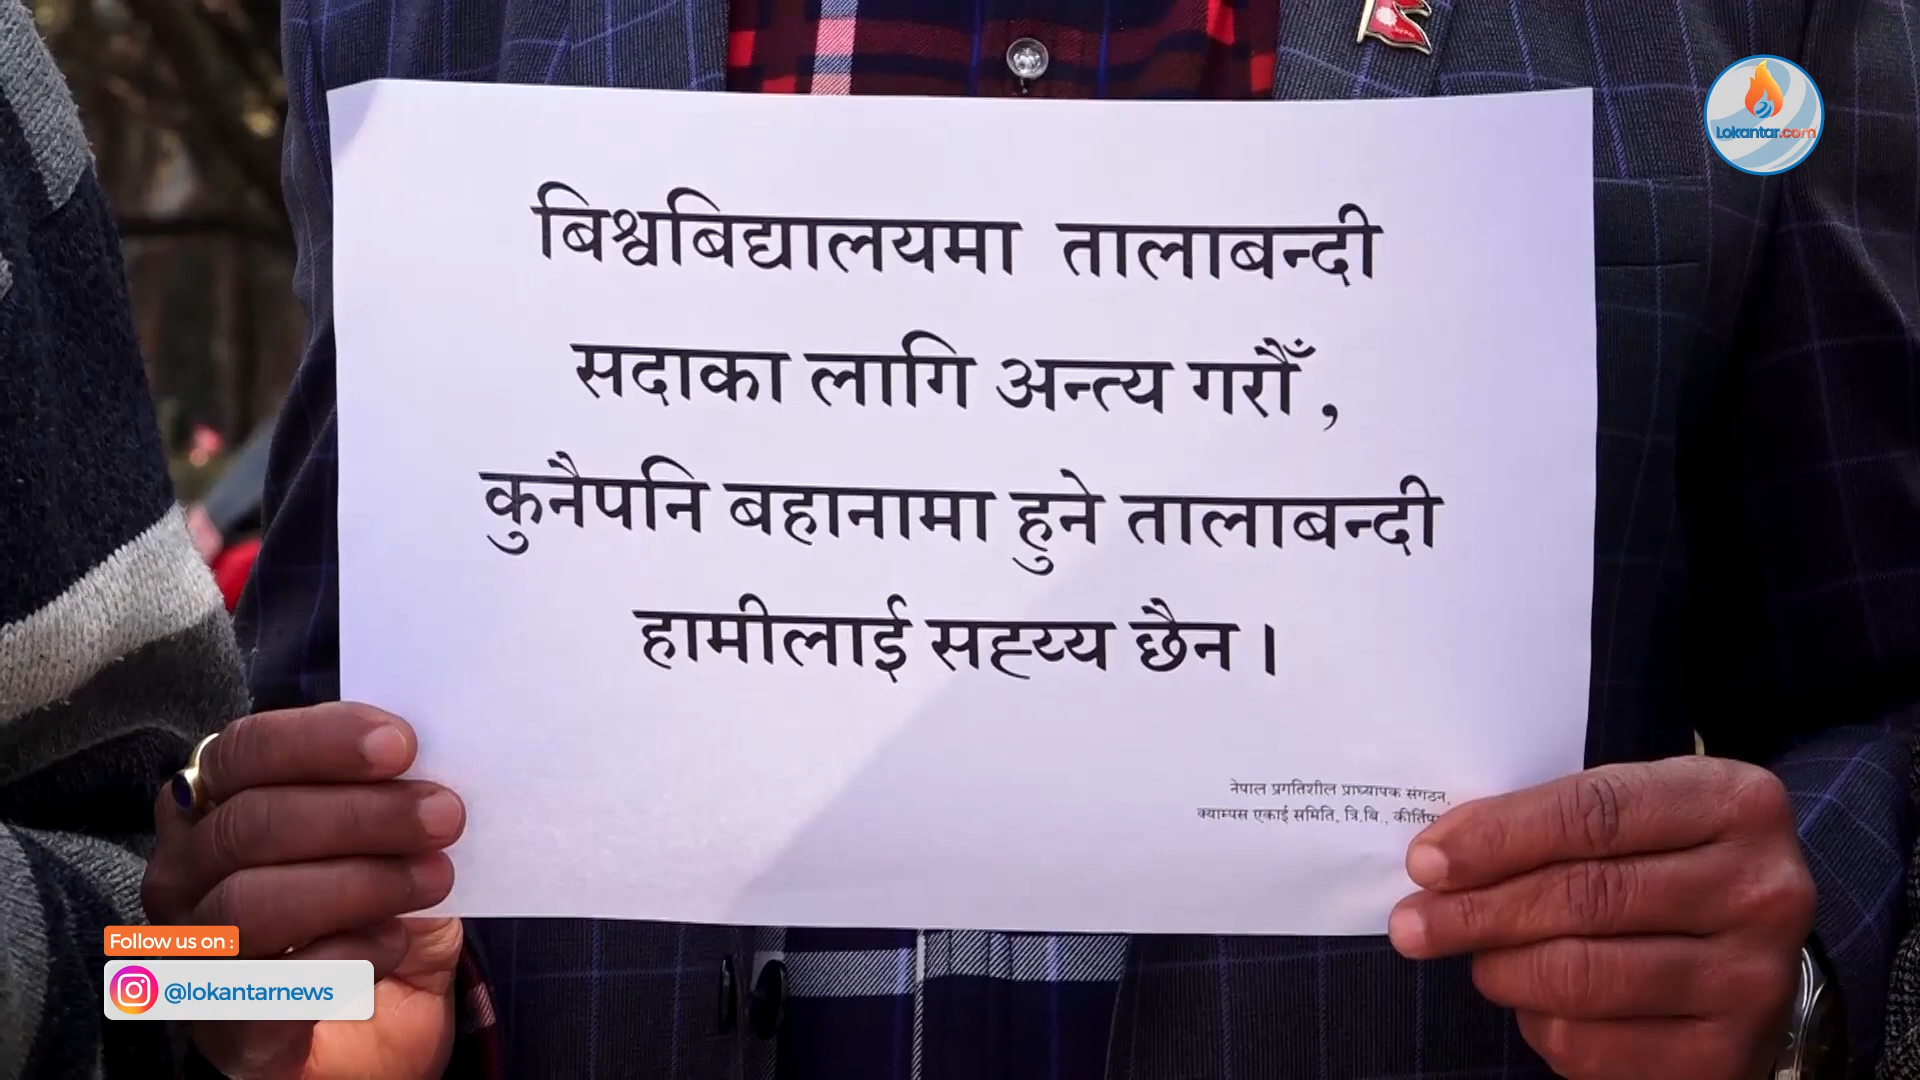 बिश्वबिद्यालयमा तालाबन्दी
सदाका लागि अन्त्य गरौँ ,
कुनैपनि बहानामा हुने तालाबन्दी
हामीलाई सह्य्य छैन ।
नेपाल प्रगतिशील प्राध्यापक संगठन,
क्याम्पस एकाई समिति, त्रि.बि.,
Lokantar.com
Follow us on :
@lokantarnews